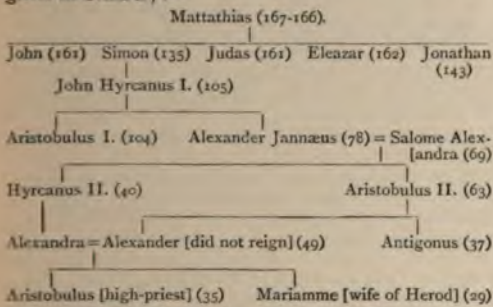 Mattathias (167-166).
John (161) Simon (135) Judas (161) Eleazar (162) Jonathan
(143)
John Hyrcanus I. (105)
Aristobulus I. (104) Alexander Jannæus (78) = Salome Alex-
[andra (69)
Hyrcanus II. (40) Aristobulus II. (63)
Alexandra = Alexander [did not reign] (49) Antigonus (37)
Aristobulus [high-priest] (35) Mariamme [wife of Herod] (29)